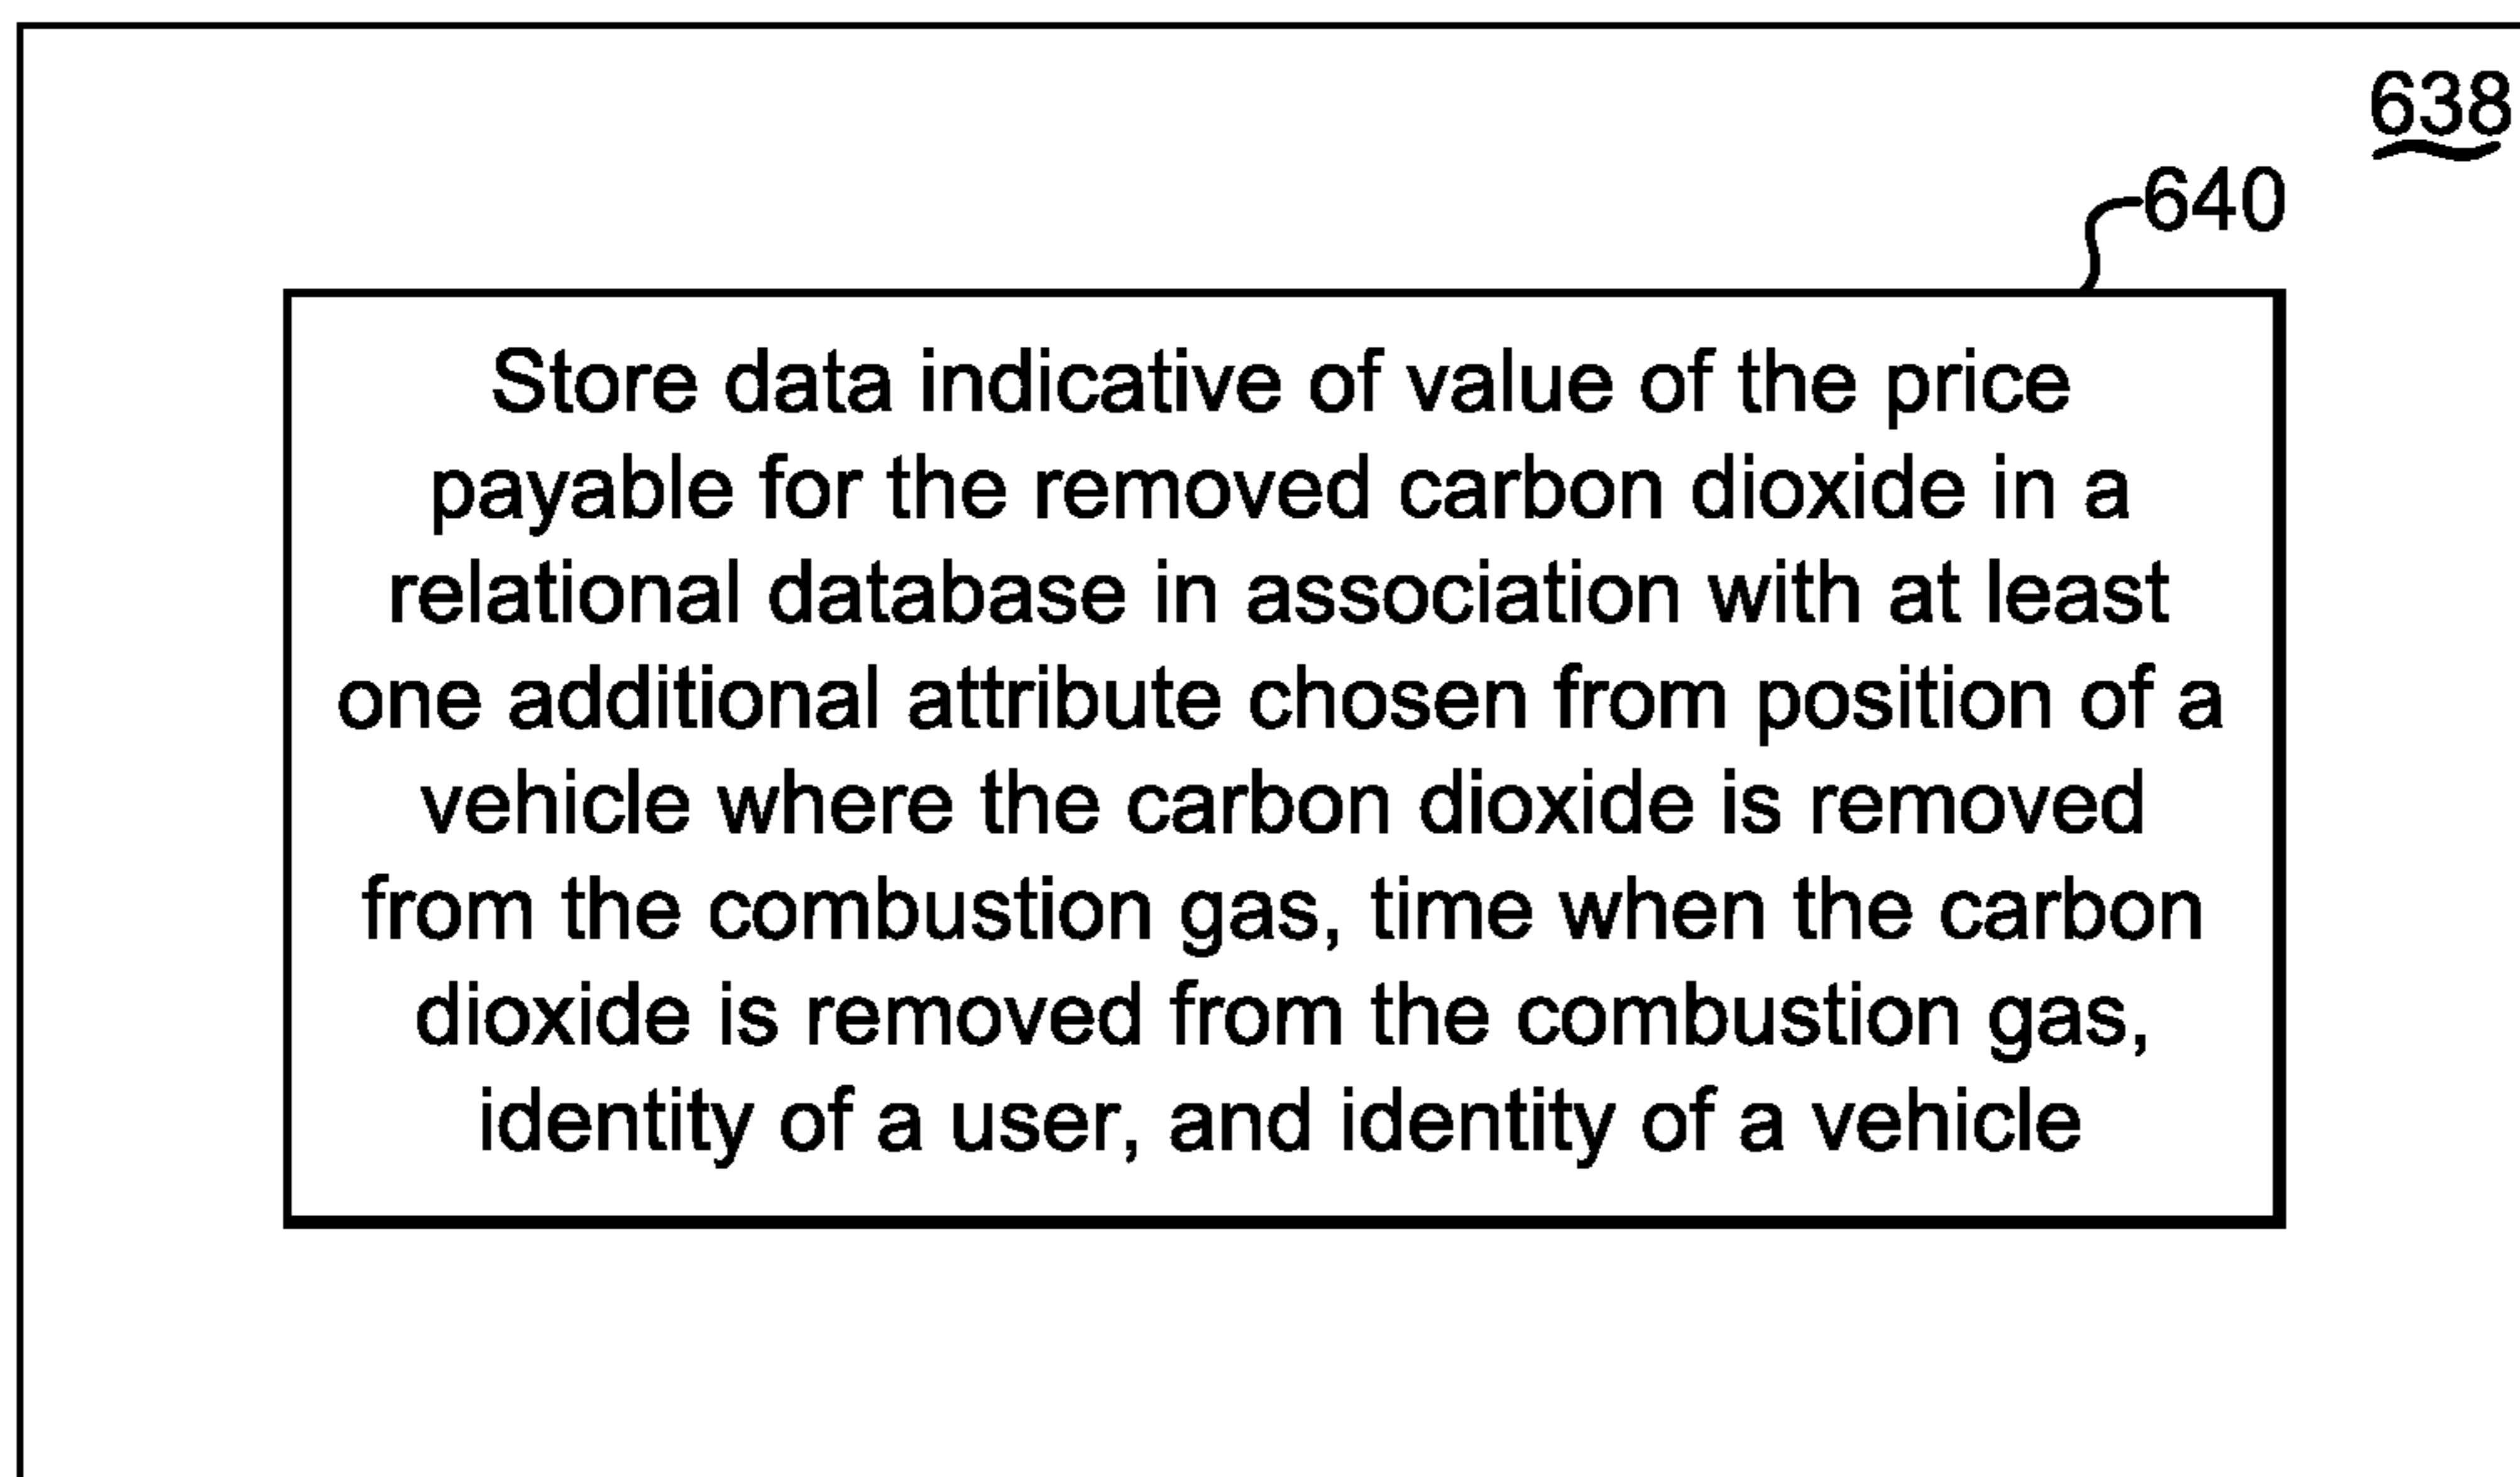 638
640
Store data indicative of value of the price
payable for the removed carbon dioxide in a
relational database in association with at least
one additional attribute chosen from position of a
vehicle where the carbon dioxide is removed
from the combustion gas, time when the carbon
dioxide is removed from the combustion gas,
identity of a user, and identity of a vehicle